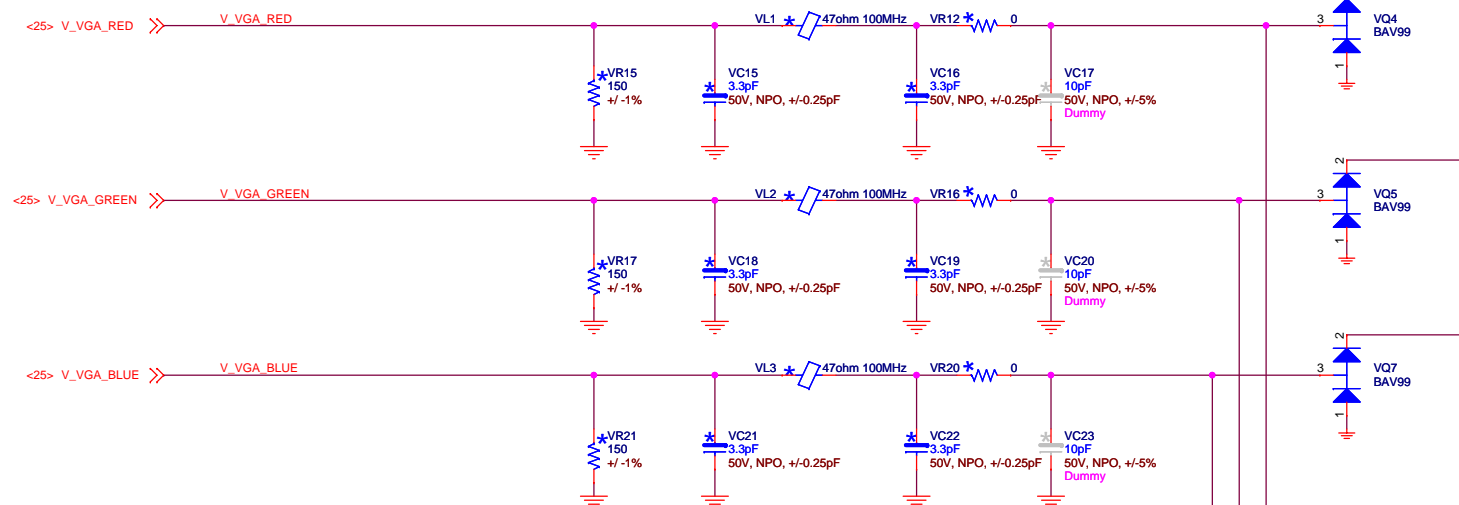 <25> V_VGA_RED
V_VGA_RED
VL1
47ohm 100MHz
VR12
0
3
VQ4
BAV99
1
VR15
150
+/ -1%
VC15
3.3pF
50V, NPO, +/-0.25pF
VC16
3.3pF
50V, NPO, +/-0.25pF
VC17
10pF
50V, NPO, +/-5%
Dummy
<25> V_VGA_GREEN
V_VGA_GREEN
VL2
47ohm 100MHz
VR16
0
2
3
VQ5
BAV99
1
VR17
150
+/ -1%
VC18
3.3pF
50V, NPO, +/-0.25pF
VC19
3.3pF
50V, NPO, +/-0.25pF
VC20
10pF
50V, NPO, +/-5%
Dummy
<25> V_VGA_BLUE
V_VGA_BLUE
VL3
47ohm 100MHz
VR20
0
2
3
VQ7
BAV99
1
VR21
150
+/ -1%
VC21
3.3pF
50V, NPO, +/-0.25pF
VC22
3.3pF
50V, NPO, +/-0.25pF
VC23
10pF
50V, NPO, +/-5%
Dummy